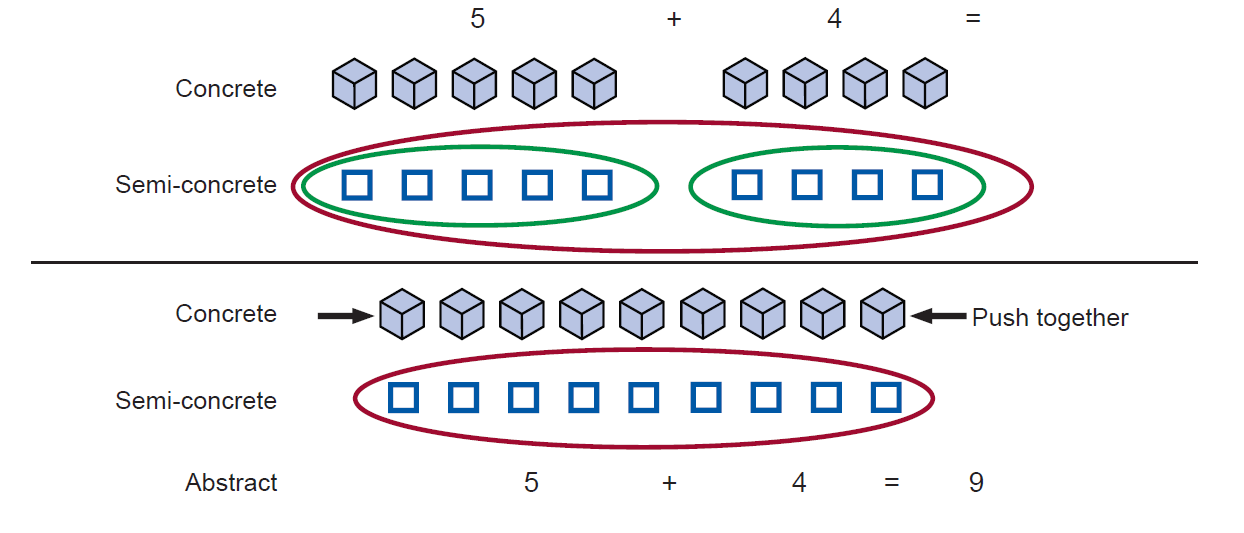 5 + 4 =
Concrete
Semi-concrete
Concrete Push together
Semi-concrete
Abstract 5 + 4 = 9